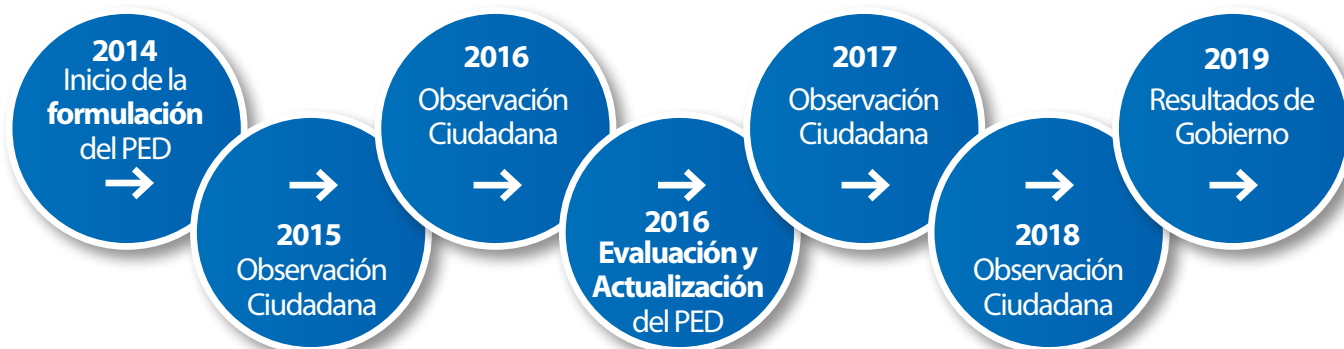 2014
Inicio de la
formulación
del PED
2015
Observación
Ciudadana
2016
Observación
Ciudadana
2016
Evaluación y
Actualización
del PED
2017
Observación
Ciudadana
2018
Observación
Ciudadana
2019
Resultados de
Gobierno